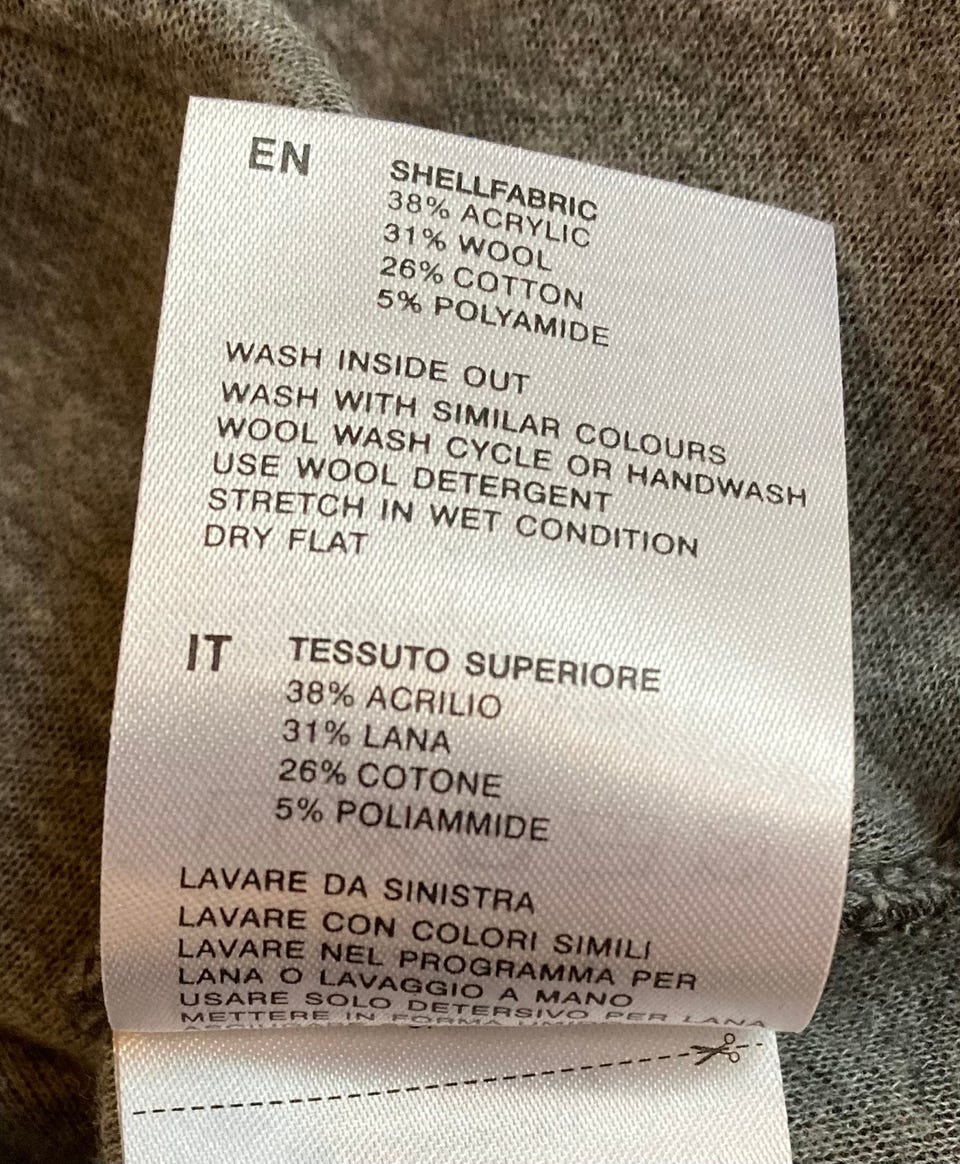 EN
SHELLFABRIC
38% ACRYLIC
31% WOOL
26% COTTON
5% POLYAMIDE
WASH INSIDE OUT
WASH WITH SIMILAR COLOURS
WOOL WASH CYCLE OR HANDWASH
USE WOOL DETERGENT
STRETCH IN WET CONDITION
DRY FLAT
IT
TESSUTO SUPERIORE
38% ACRILIO
31% LANA
26% COTONE
5% POLIAMMIDE
LAVARE DA SINISTRA
LAVARE CON COLORI SIMILI
LAVARE NEL PROGRAMMA PER
LANA O LAVAGGIO A MANO
USARE SOLO DETERSIVO PER LANA
METTERE IN FORMA